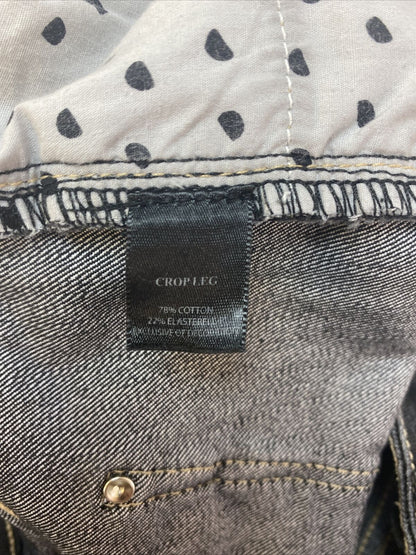 CROP LEG
78% COTTON
22% ELASTERELL-P
EXCLUSIVE OF DECORATION